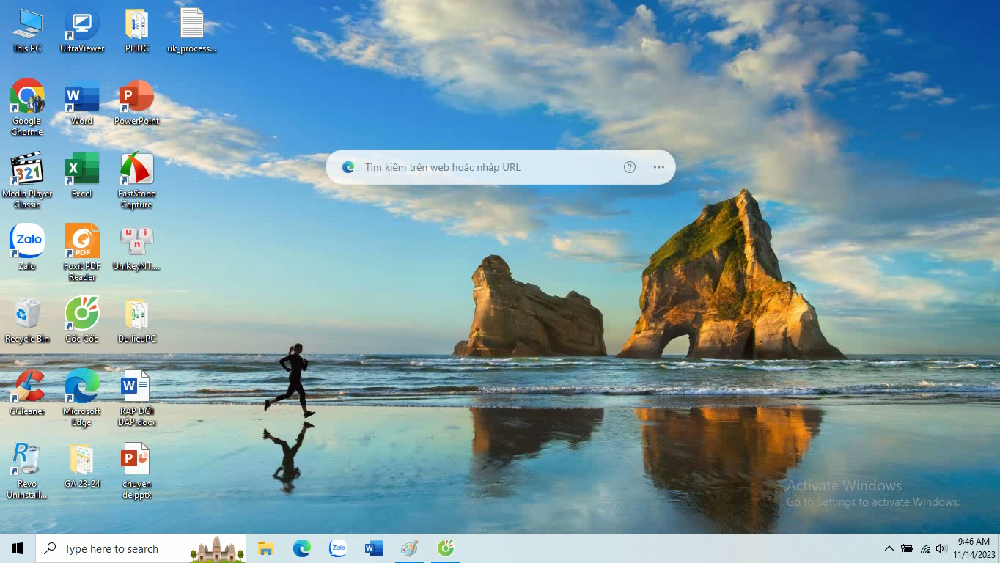 This PC
UltraViewer
PHUC
uk_process...
Google
Chorme
Word
PowerPoint
Media Player
Classic
Excel
FastStone
Capture
Zalo
Foxit PDF
Reader
UniKeyNT....
Recycle Bin
Cốc Cốc
Du lieuPC
CCleaner
Microsoft
Edge
RAP ĐỐI
ĐÁP.docx
Revo
Uninstall...
GA 23-24
chuyen
de.pptx
Tìm kiếm trên web hoặc nhập URL
Activate Windows
Go to Settings to activate Windows.
Type here to search
9:46 AM
11/14/2023